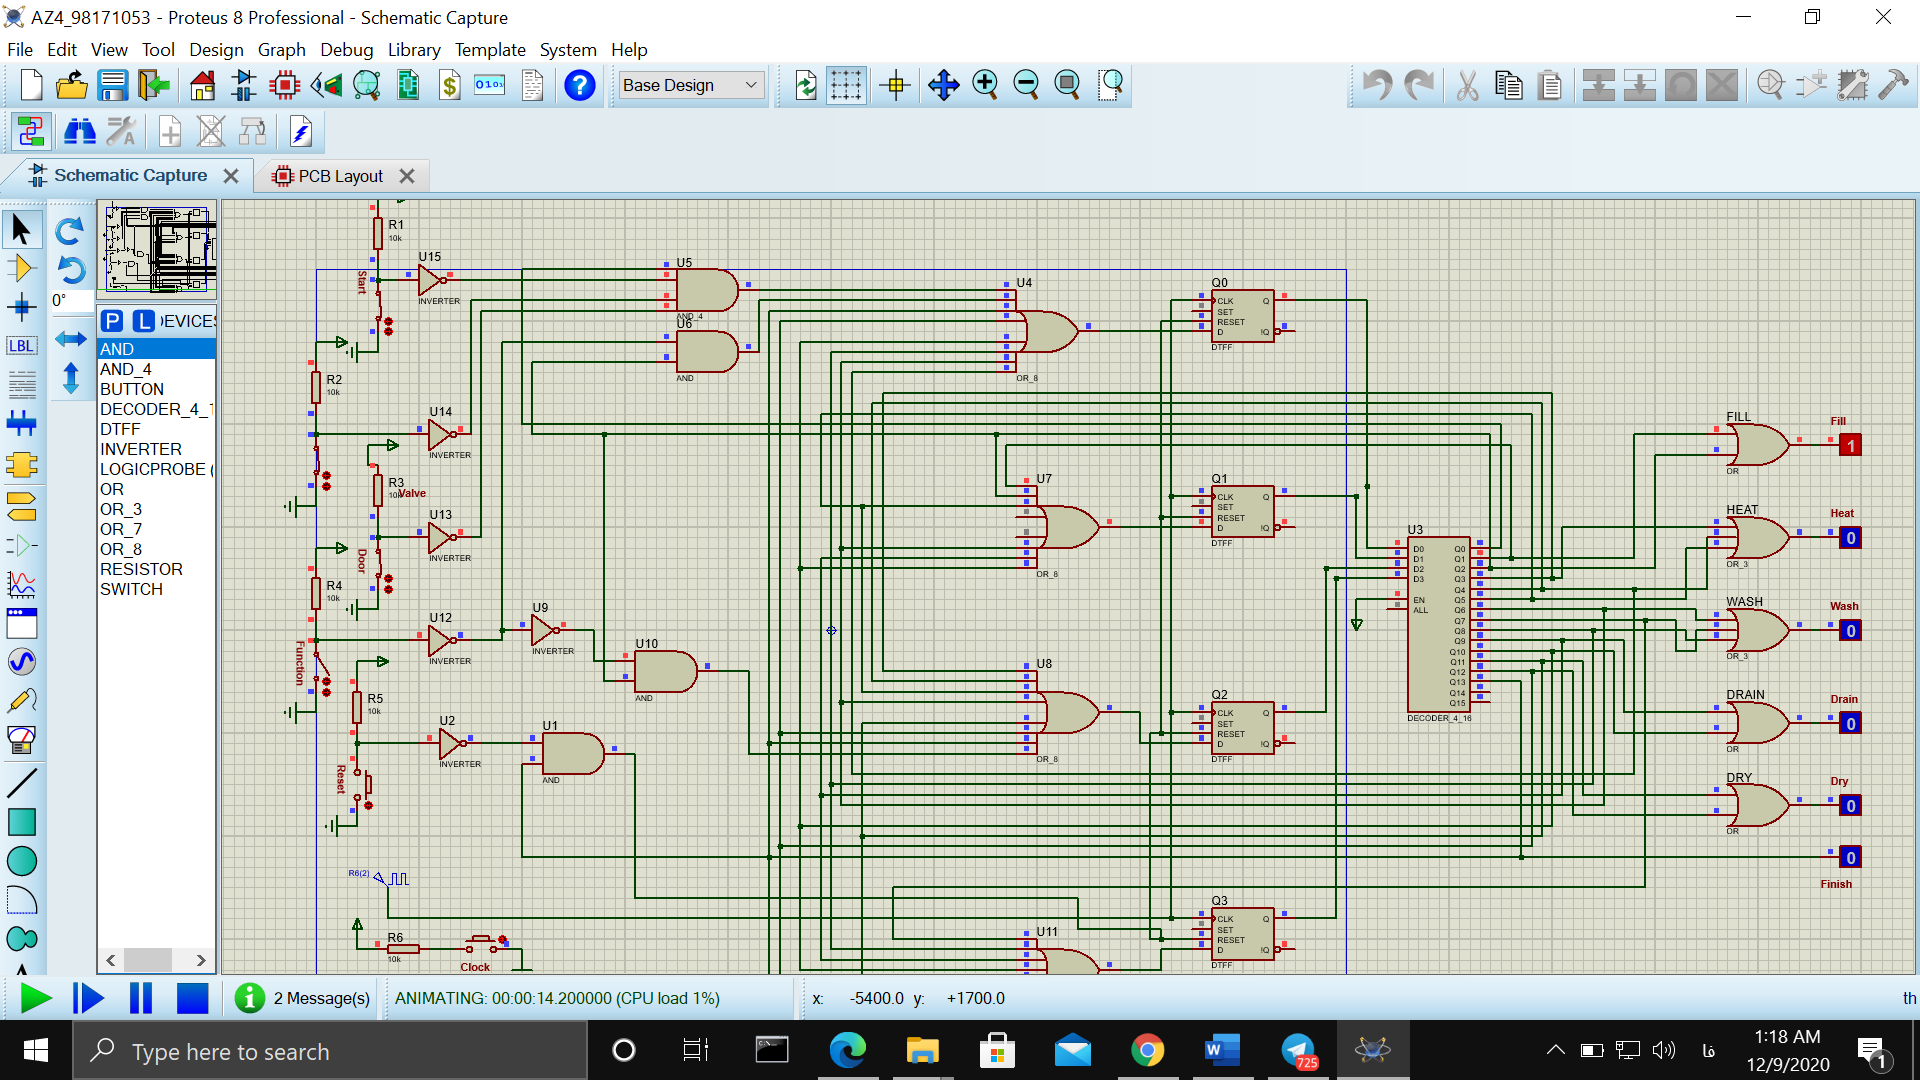 AZ4_98171053 - Proteus 8 Professional - Schematic Capture
File Edit View Tool Design Graph Debug Library Template System Help
Base Design
Schematic Capture
PCB Layout
0°
LBL
P L DEVICES
AND
AND_4
BUTTON
DECODER_4_1
DTFF
INVERTER
LOGICPROBE (
OR
OR_3
OR_7
OR_8
RESISTOR
SWITCH
R1
10k
Start
U15
INVERTER
U5
AND_4
U6
AND
U4
OR_8
R2
10k
U14
INVERTER
R3
10k
Valve
U13
INVERTER
Door
R4
10k
U12
INVERTER
Function
U9
INVERTER
U10
AND
R5
10k
U2
INVERTER
U1
AND
Reset
R6(2)
R6
10k
Clock
U7
OR_8
U8
OR_8
U11
Q0
CLK
SET
RESET
D
Q
!Q
DTFF
Q1
CLK
SET
RESET
D
Q
!Q
DTFF
Q2
CLK
SET
RESET
D
Q
!Q
DTFF
Q3
CLK
SET
RESET
D
Q
!Q
DTFF
U3
D0
D1
D2
D3
EN
ALL
Q0
Q1
Q2
Q3
Q4
Q5
Q6
Q7
Q8
Q9
Q10
Q11
Q12
Q13
Q14
Q15
DECODER_4_16
FILL
OR
Fill
1
HEAT
OR_3
Heat
0
WASH
OR_3
Wash
0
DRAIN
OR
Drain
0
DRY
OR
Dry
0
0
Finish
2 Message(s)
ANIMATING: 00:00:14.200000 (CPU load 1%)
x: -5400.0 y: +1700.0
th
Type here to search
725
فا
1:18 AM
12/9/2020
1